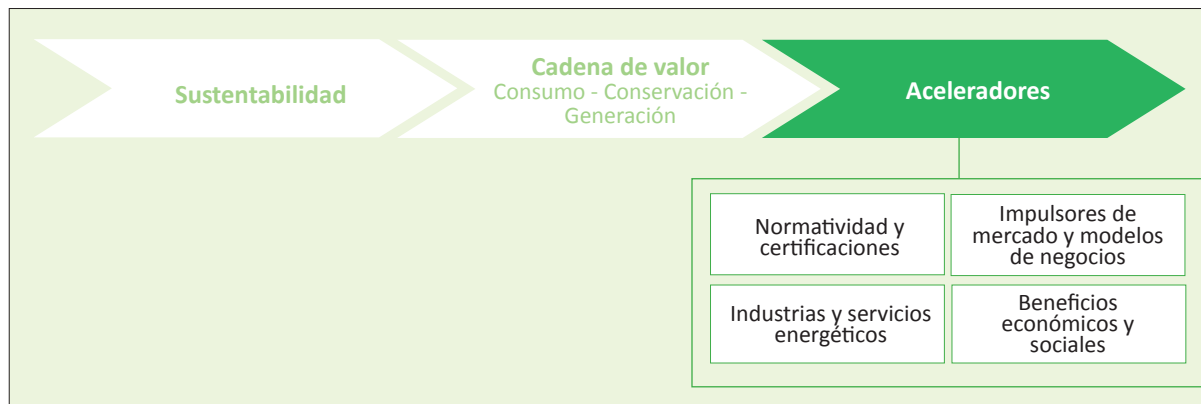 Sustentabilidad
Cadena de valor
Consumo - Conservación -
Generación
Aceleradores
Normatividad y
certificaciones
Impulsores de
mercado y modelos
de negocios
Industrias y servicios
energéticos
Beneficios
económicos y
sociales